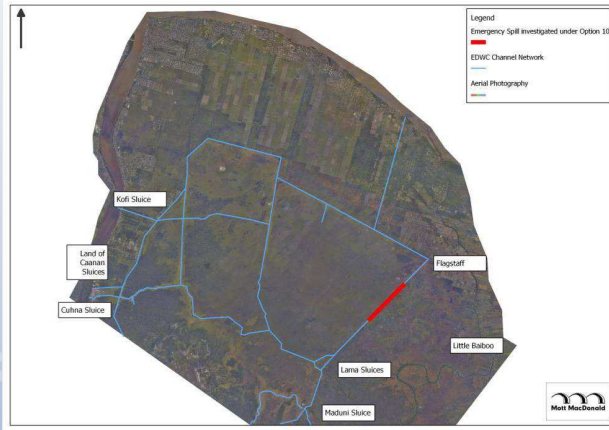 Legend
Emergency Spill investigated under Option 10
EDWC Channel Network
Aerial Photography
Kofi Sluice
Land of
Caanan
Sluices
Cuhna Sluice
Flagstaff
Little Baiboo
Lama Sluices
Maduni Sluice
Mott MacDonald